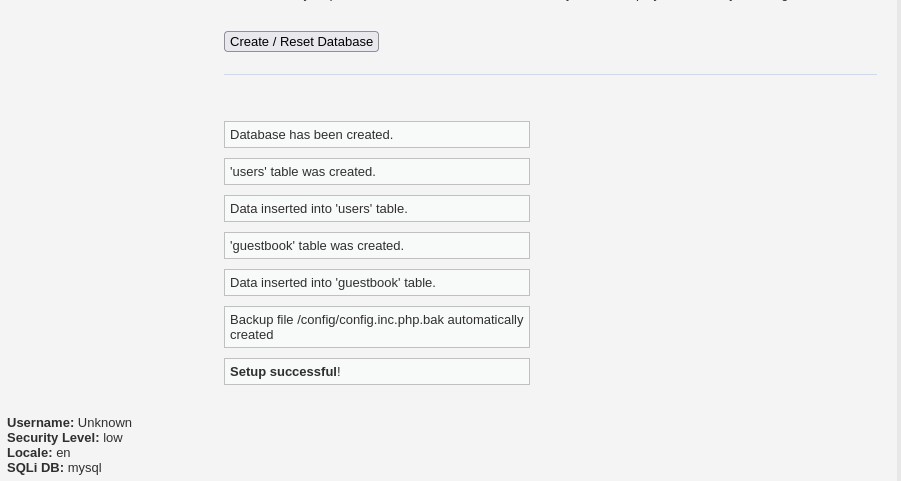 Create / Reset Database
Database has been created.
'users' table was created.
Data inserted into 'users' table.
'guestbook' table was created.
Data inserted into 'guestbook' table.
Backup file /config/config.inc.php.bak automatically
created
Setup successful!
Username: Unknown
Security Level: low
Locale: en
SQLi DB: mysql